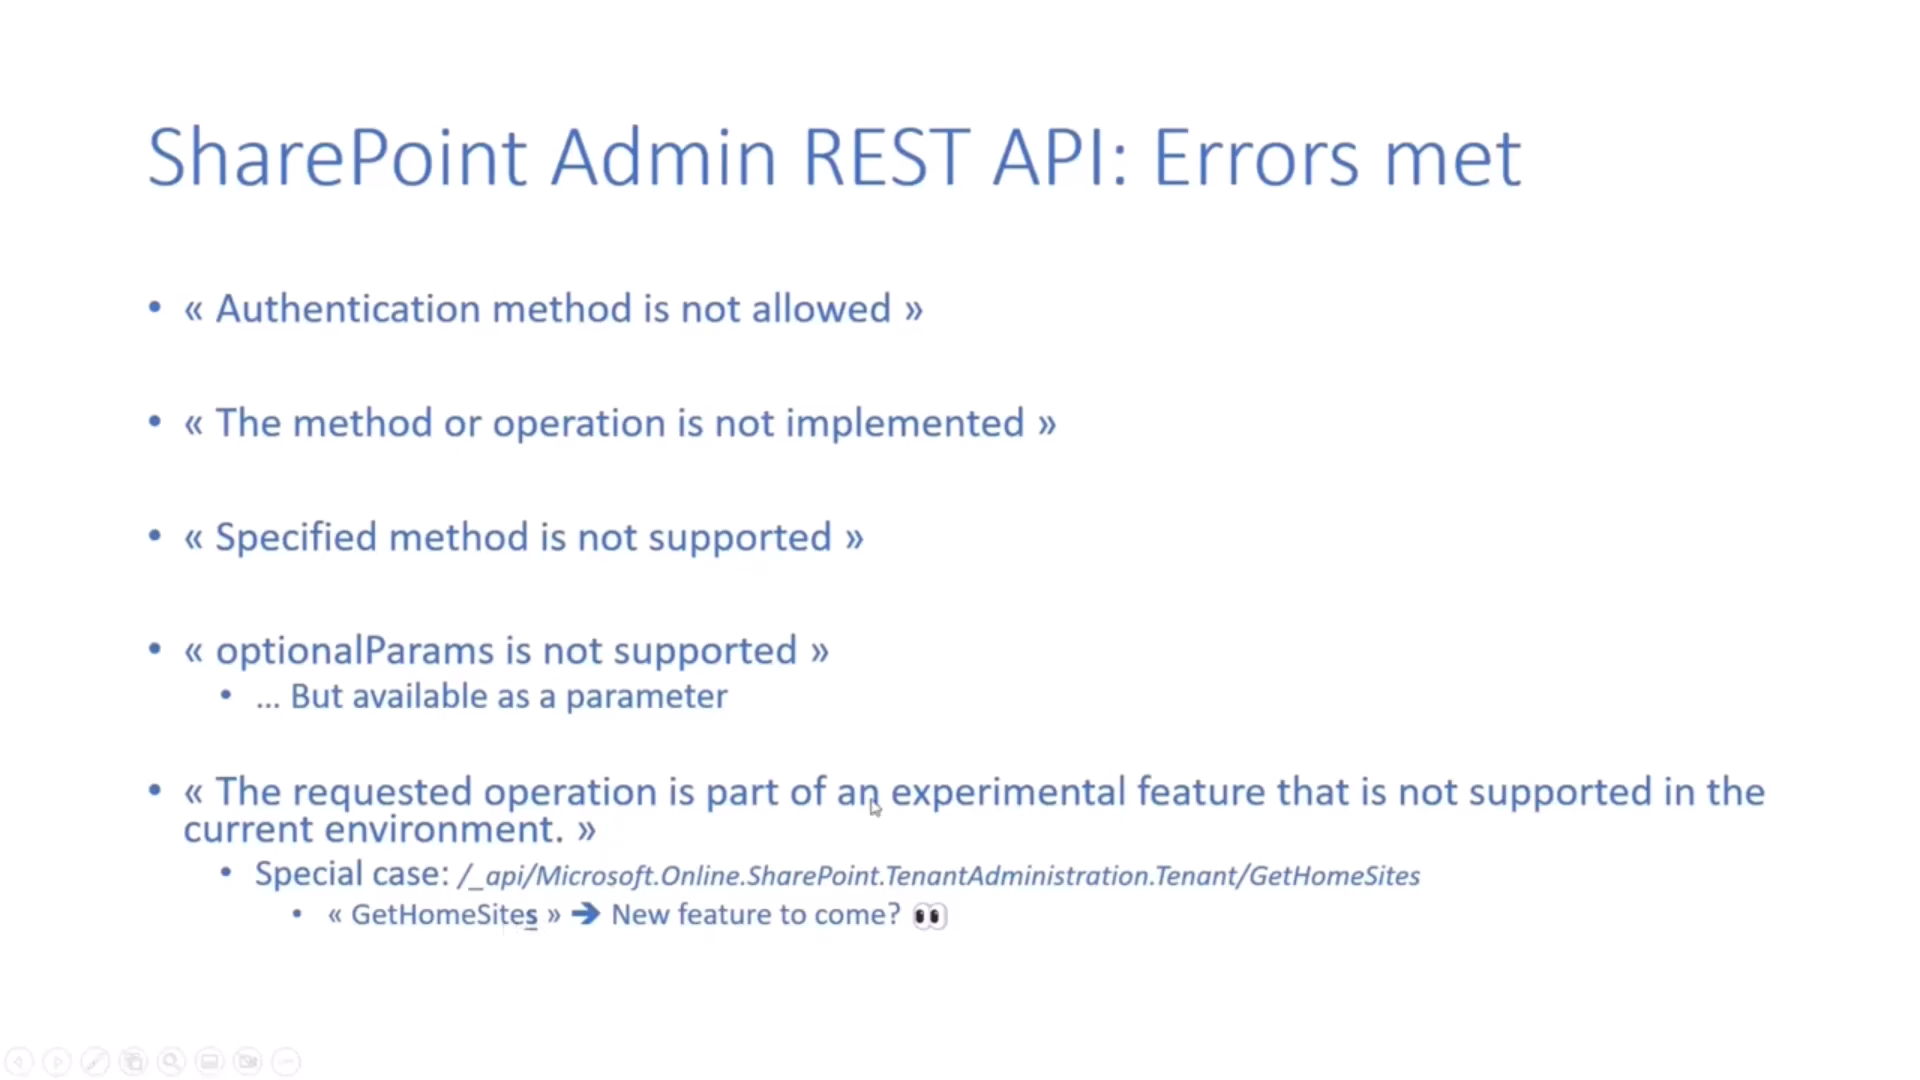 SharePoint Admin REST API: Errors met
• « Authentication method is not allowed »
• « The method or operation is not implemented »
• « Specified method is not supported »
• « optionalParams is not supported »
• ... But available as a parameter
• « The requested operation is part of an experimental feature that is not supported in the
current environment. »
• Special case: /_api/Microsoft.Online.SharePoint.TenantAdministration.Tenant/GetHomeSites
• « GetHomeSites » ➔ New feature to come? 👀